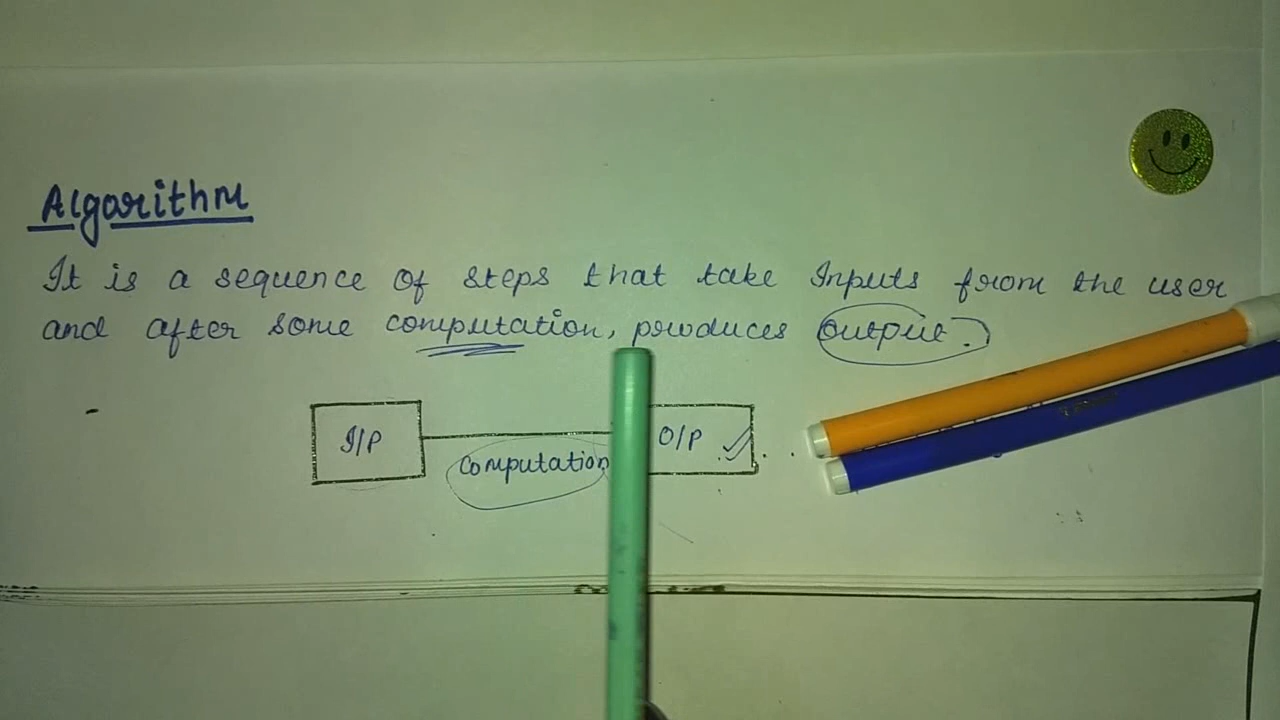 Algorithm
It is a sequence of steps that take Inputs from the user
and after some computation, produces output.
I/P
O/P
Computation